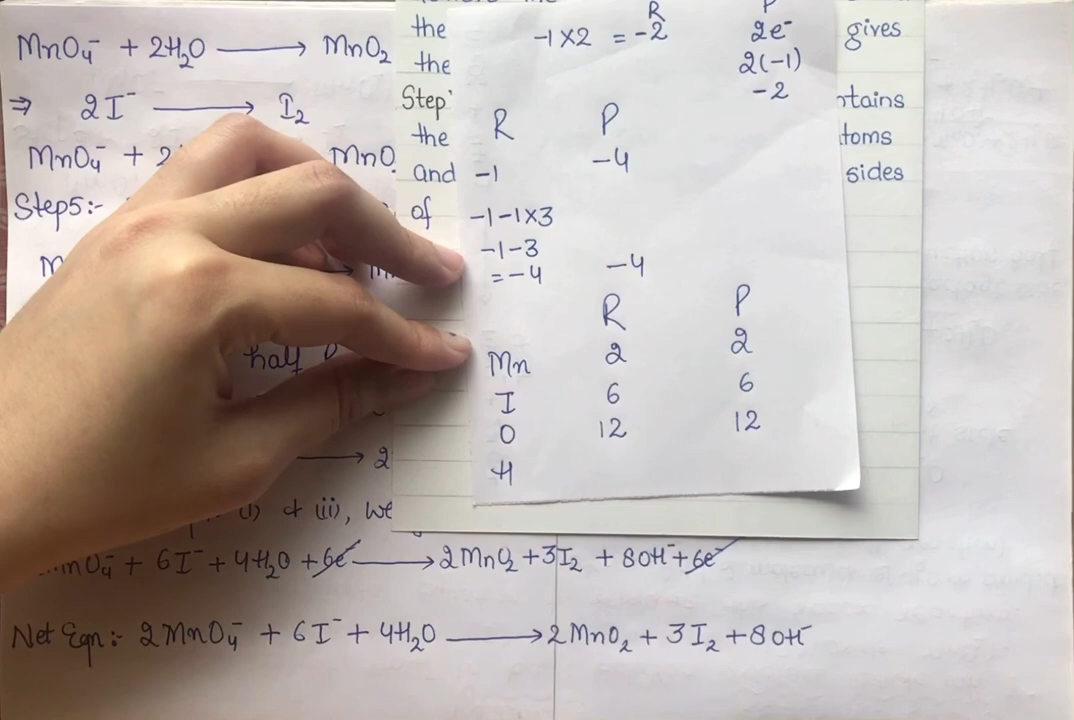 MnO₄⁻ + 2H₂O ⟶ MnO₂
⇒ 2I⁻ ⟶ I₂
MnO₄⁻ + 2 MnO
Step5:-
half
⟶ 2
(i) & (ii), we
MnO₄⁻ + 6I⁻ + 4H₂O + 6e⁻ ⟶ 2MnO₂ + 3I₂ + 8OH⁻ + 6e⁻
Net Eqn:- 2MnO₄⁻ + 6I⁻ + 4H₂O ⟶ 2MnO₂ + 3I₂ + 8OH⁻
the gives
the
Step
the toms
and sides
of
R P
-1×2 = -2 2e⁻
2(-1)
-2
R P
-1 -4
-1-1×3
-1-3
=-4 -4
R P
Mn 2 2
I 6 6
O 12 12
H